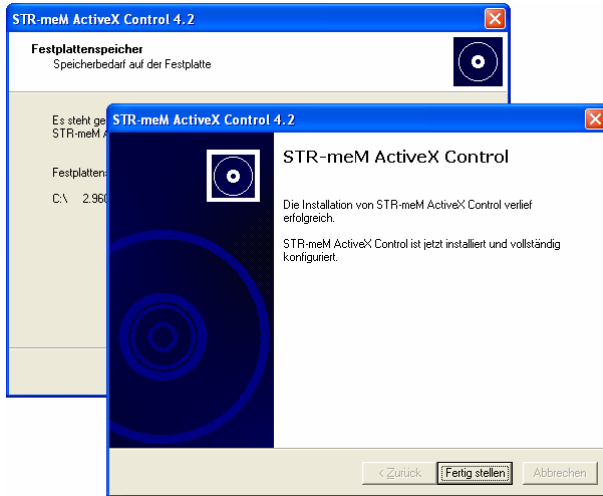 STR-meM ActiveX Control 4.2
Festplattenspeicher
Speicherbedarf auf der Festplatte
Es steht ge
STR-meM
Festplatten
C:\ 2.960
STR-meM ActiveX Control 4.2
STR-meM ActiveX Control
Die Installation von STR-meM ActiveX Control verlief
erfolgreich.
STR-meM ActiveX Control ist jetzt installiert und vollständig
konfiguriert.
< Zurück Fertig stellen Abbrechen